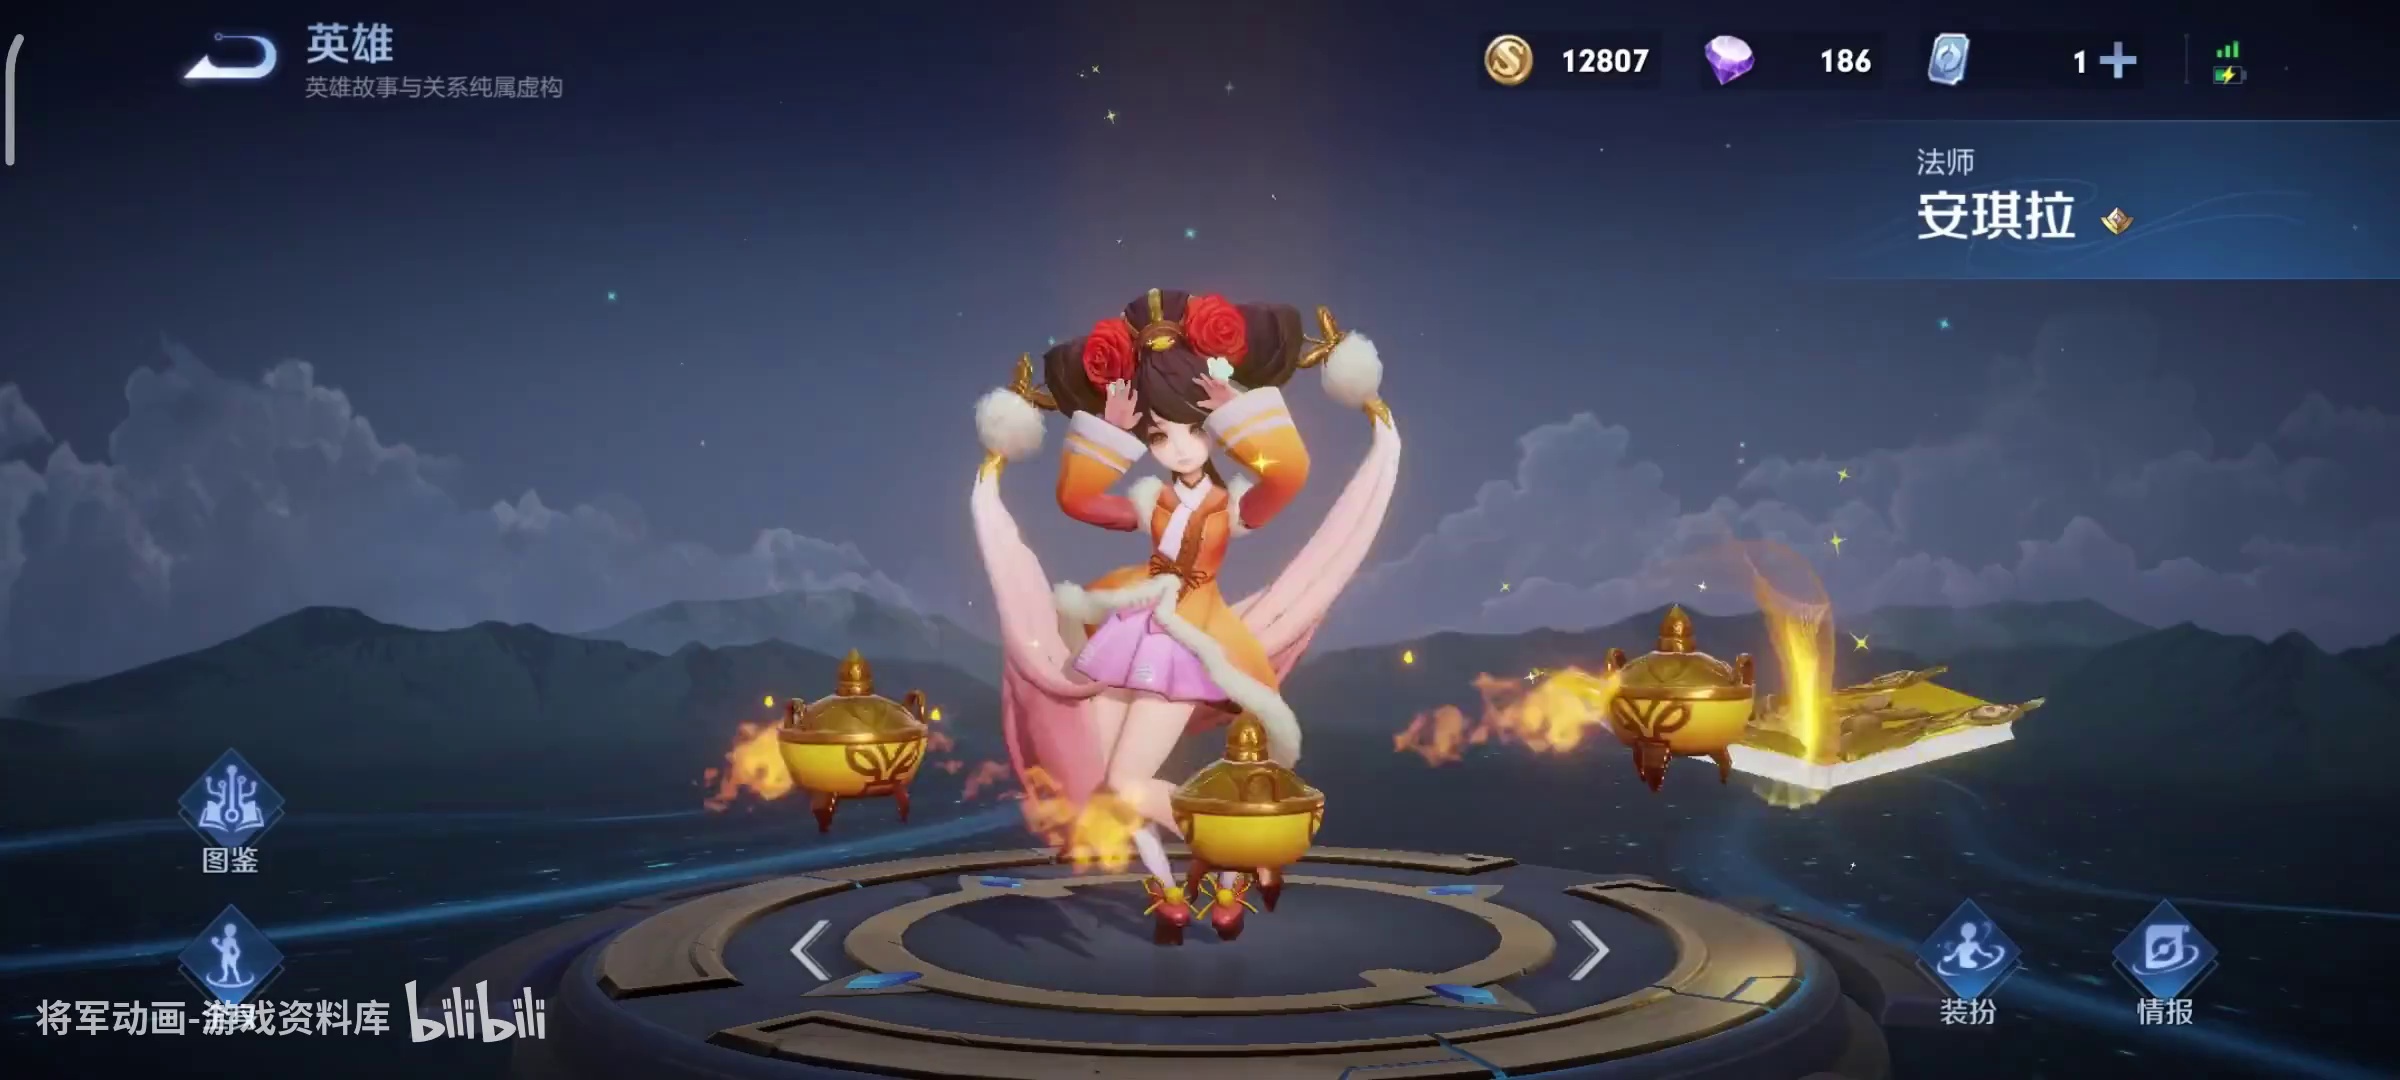 英雄
英雄故事与关系纯属虚构
12807
186
1
法师
安琪拉
图鉴
装扮
情报
将军动画-游戏资料库 bilibili